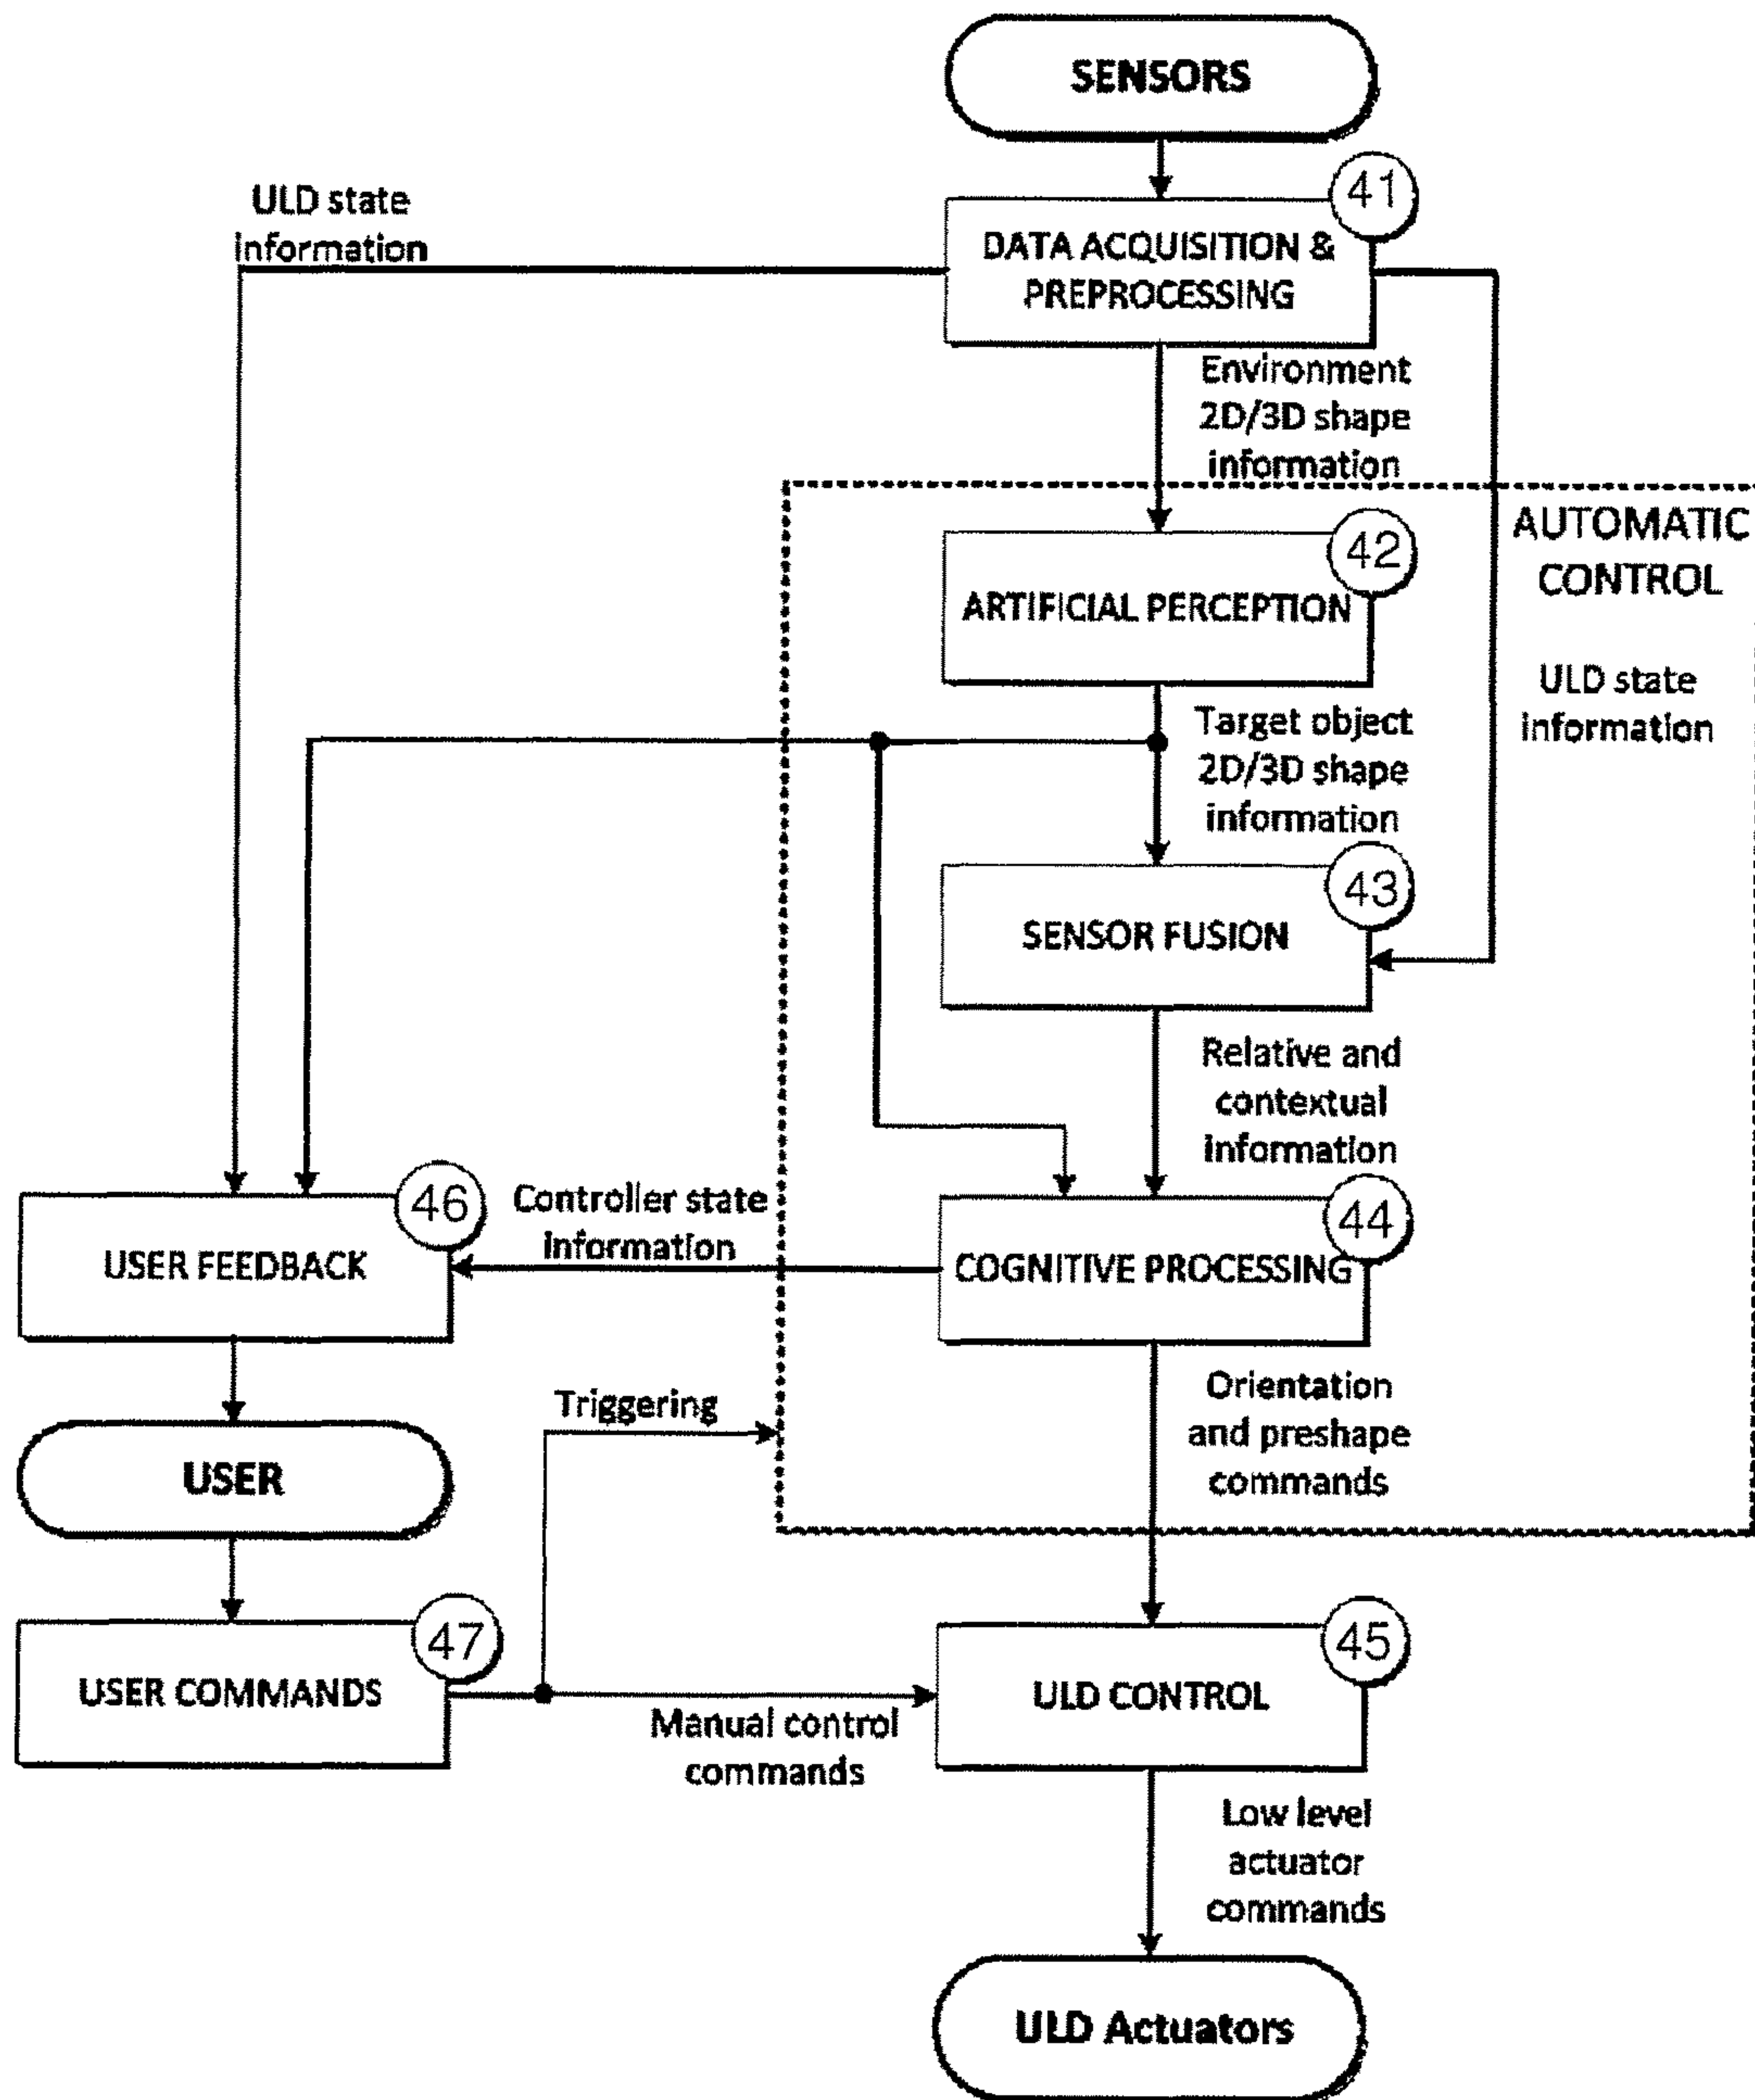 SENSORS
41
ULD state
information
DATA ACQUISITION &
PREPROCESSING
Environment
2D/3D shape
information
AUTOMATIC
CONTROL
42
ARTIFICIAL PERCEPTION
ULD state
information
Target object
2D/3D shape
information
43
SENSOR FUSION
Relative and
contextual
information
46
Controller state
information
44
USER FEEDBACK
COGNITIVE PROCESSING
Triggering
Orientation
and preshape
commands
USER
47
45
USER COMMANDS
ULD CONTROL
Manual control
commands
Low level
actuator
commands
ULD Actuators